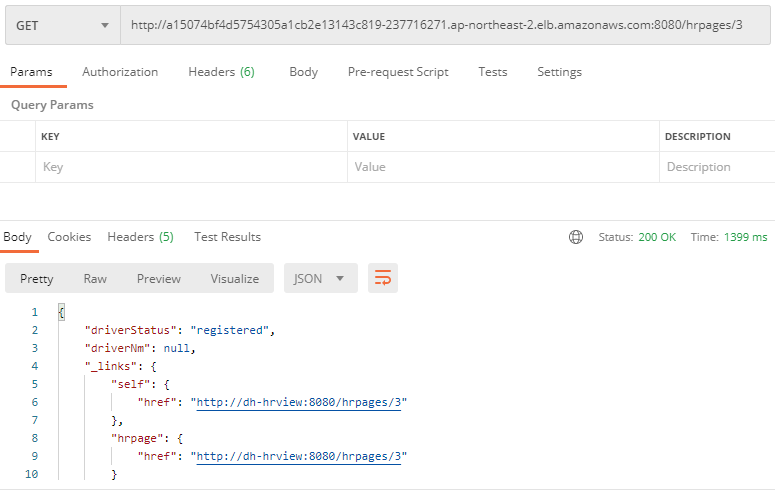 GET http://a15074bf4d5754305a1cb2e13143c819-237716271.ap-northeast-2.elb.amazonaws.com:8080/hrpages/3
Params Authorization Headers (6) Body Pre-request Script Tests Settings
Query Params
KEY VALUE DESCRIPTION
Key Value Description
Body Cookies Headers (5) Test Results Status: 200 OK Time: 1399 ms
Pretty Raw Preview Visualize JSON
1 {
2 "driverStatus": "registered",
3 "driverNm": null,
4 "_links": {
5 "self": {
6 "href": "http://dh-hrview:8080/hrpages/3"
7 },
8 "hrpage": {
9 "href": "http://dh-hrview:8080/hrpages/3"
10 }